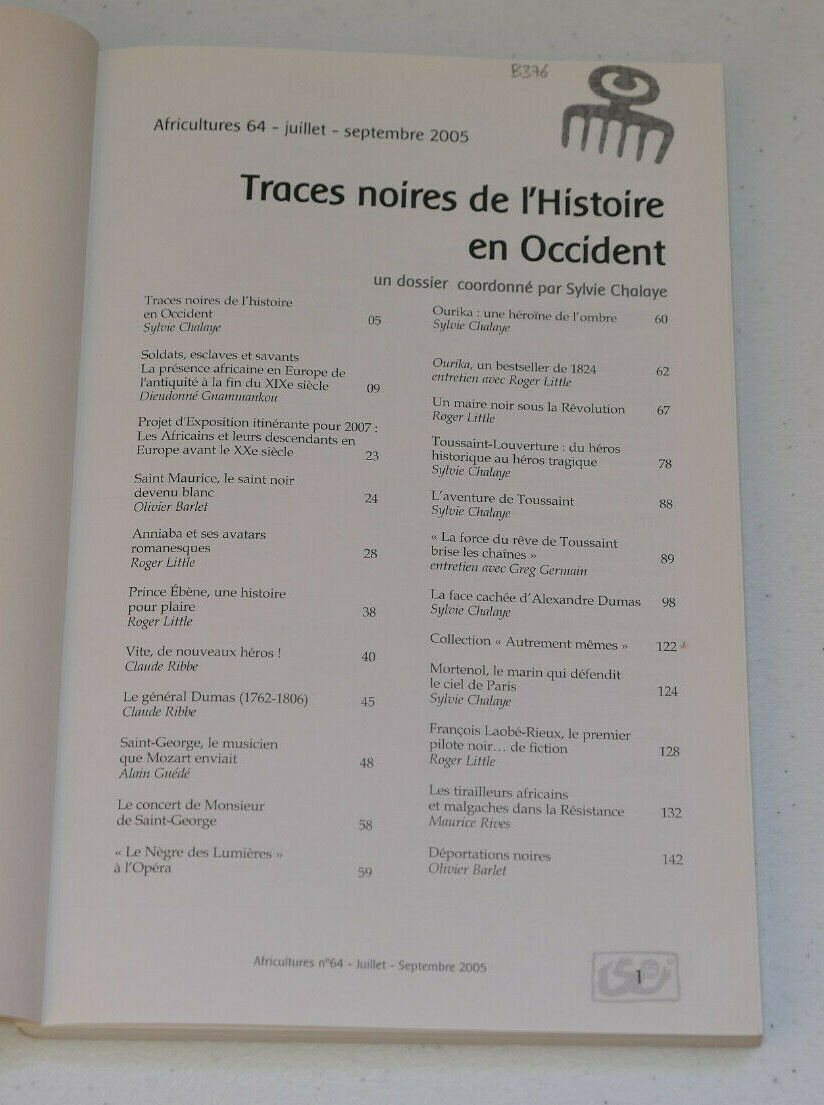 B376
Africultures 64 - juillet - septembre 2005
Traces noires de l'Histoire
en Occident
un dossier coordonné par Sylvie Chalaye
Traces noires de l'histoire
en Occident 05
Sylvie Chalaye
Soldats, esclaves et savants
La présence africaine en Europe de
l'antiquité à la fin du XIXe siècle 09
Dieudonné Gnammankou
Projet d'Exposition itinérante pour 2007 :
Les Africains et leurs descendants en
Europe avant le XXe siècle 23
Saint Maurice, le saint noir
devenu blanc 24
Olivier Barlet
Anniaba et ses avatars
romanesques 28
Roger Little
Prince Ébène, une histoire
pour plaire 38
Roger Little
Vite, de nouveaux héros ! 40
Claude Ribbe
Le général Dumas (1762-1806) 45
Claude Ribbe
Saint-George, le musicien
que Mozart enviait 48
Alain Guédé
Le concert de Monsieur
de Saint-George 58
« Le Nègre des Lumières »
à l'Opéra 59
Ourika : une héroïne de l'ombre 60
Sylvie Chalaye
Ourika, un bestseller de 1824 62
entretien avec Roger Little
Un maire noir sous la Révolution 67
Roger Little
Toussaint-Louverture : du héros
historique au héros tragique 78
Sylvie Chalaye
L'aventure de Toussaint 88
Sylvie Chalaye
« La force du rêve de Toussaint
brise les chaînes » 89
entretien avec Greg Germain
La face cachée d'Alexandre Dumas 98
Sylvie Chalaye
Collection « Autrement mêmes » 122
Mortenol, le marin qui défendit
le ciel de Paris 124
Sylvie Chalaye
François Laobé-Rieux, le premier
pilote noir... de fiction 128
Roger Little
Les tirailleurs africains
et malgaches dans la Résistance 132
Maurice Rives
Déportations noires 142
Olivier Barlet
Africultures n°64 - Juillet - Septembre 2005
1